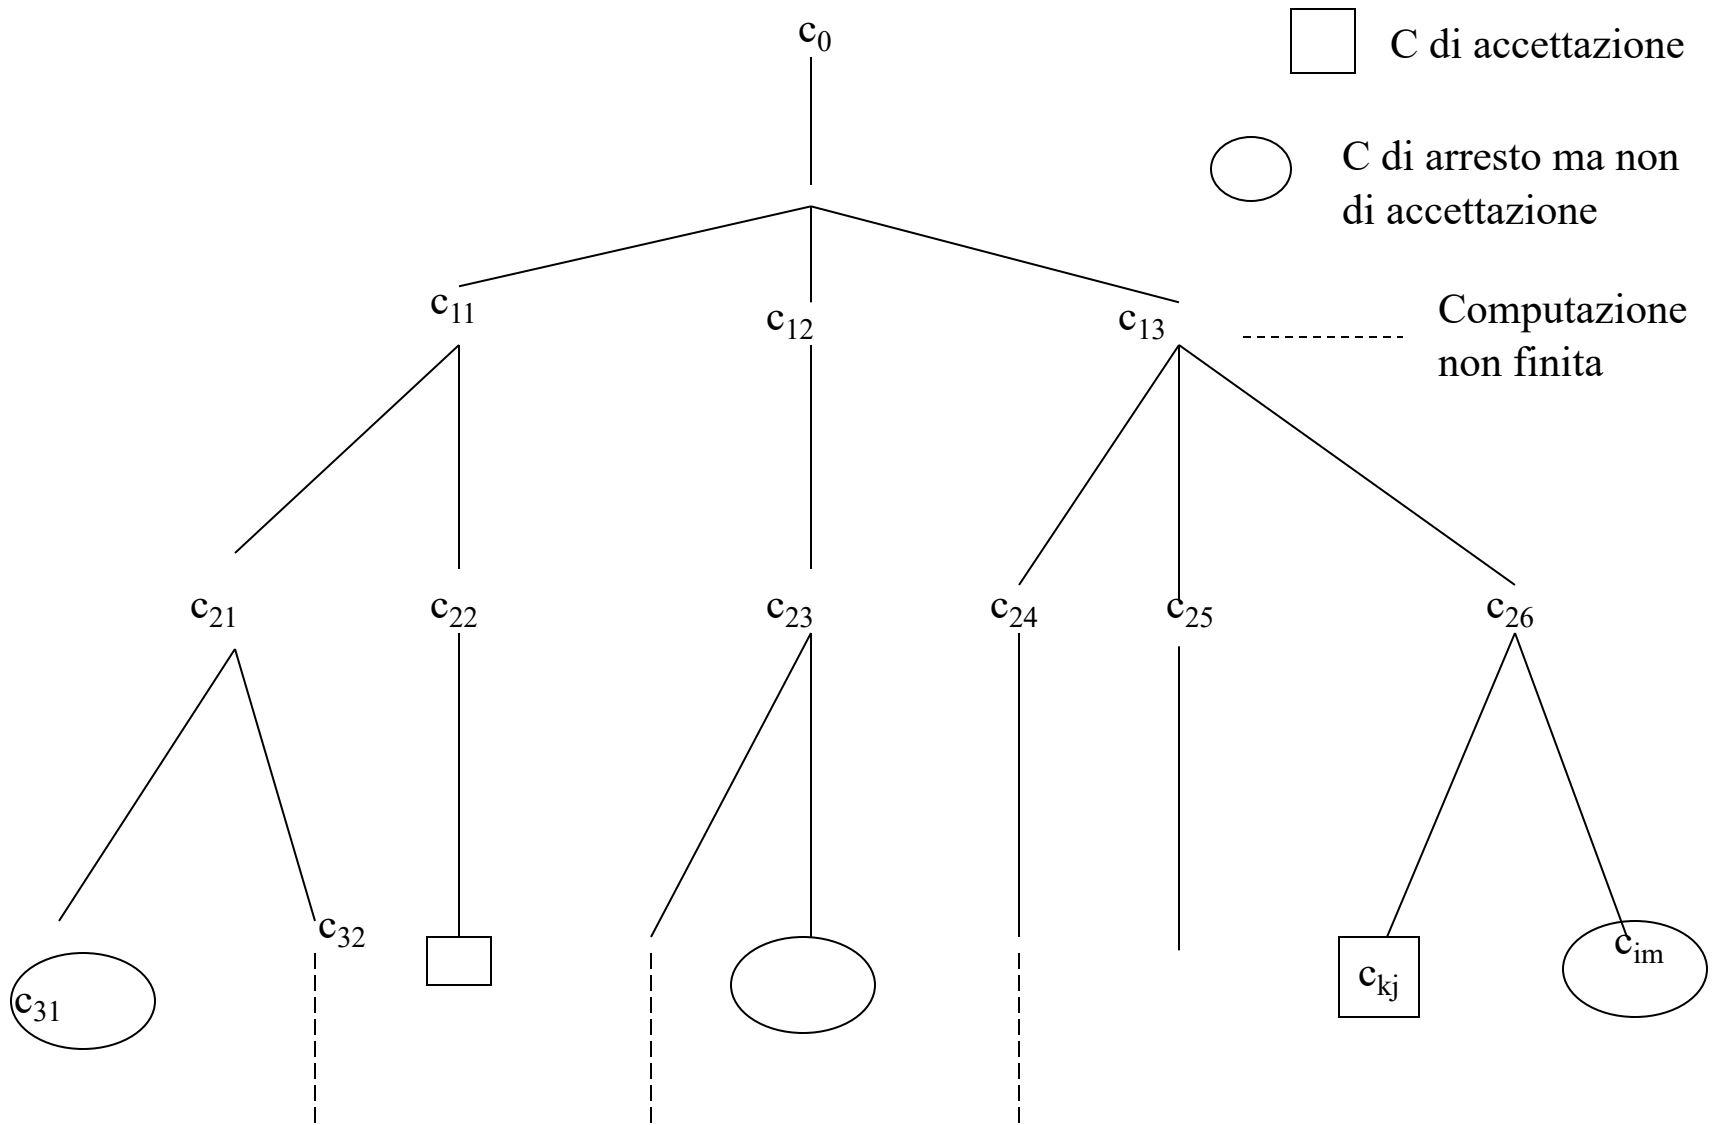 c0
C di accettazione
C di arresto ma non
di accettazione
c11
c12
c13
Computazione
non finita
c21
c22
c23
c24
c25
c26
c32
c31
ckj
cim